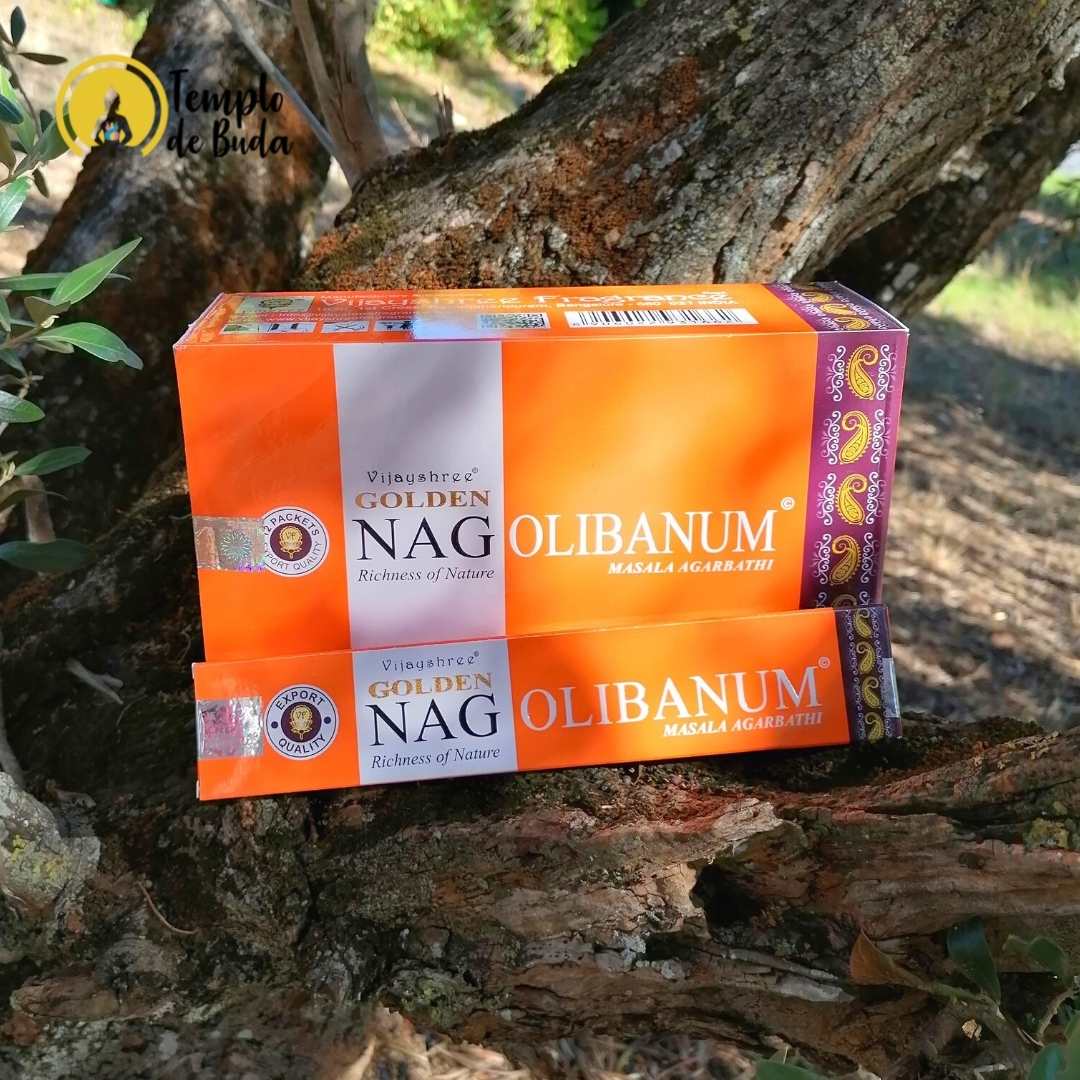 Templo
de Buda
Vijayshree Fragrance
12 PACKETS
EXPORT QUALITY
Vijayshree©
GOLDEN
NAG
Richness of Nature
OLIBANUM©
MASALA AGARBATHI
EXPORT
QUALITY
Vijayshree©
GOLDEN
NAG
Richness of Nature
OLIBANUM©
MASALA AGARBATHI